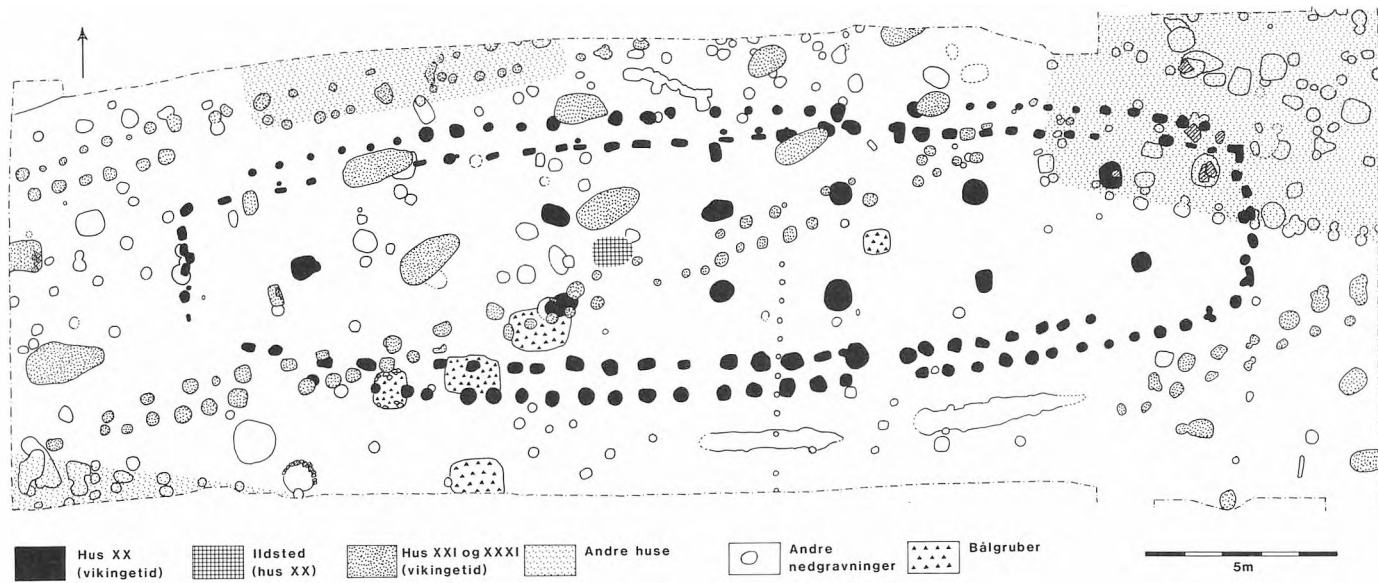 Hus XX
(vikingetid)
Ildsted
(hus XX)
Hus XXI og XXXI
(vikingetid)
Andre huse
Andre
nedgravninger
Bålgruber
5m